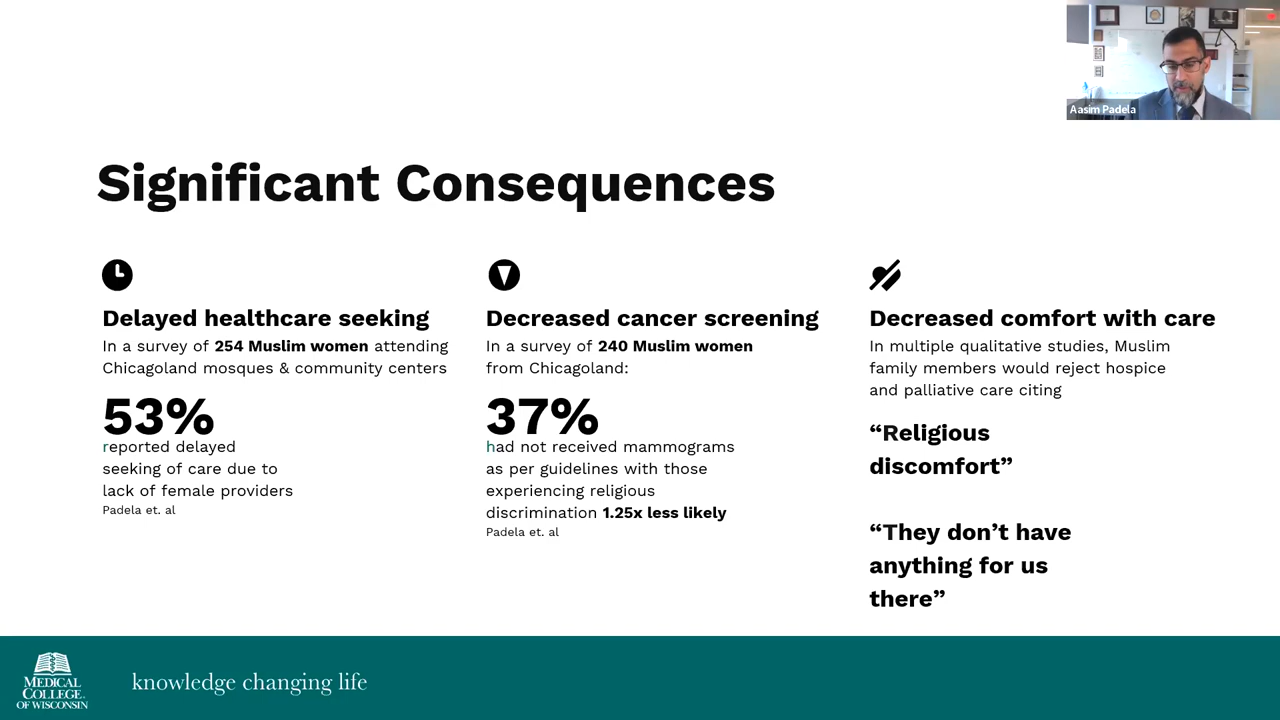 Aasim Padela
Significant Consequences
Delayed healthcare seeking
In a survey of 254 Muslim women attending
Chicagoland mosques & community centers
53%
reported delayed
seeking of care due to
lack of female providers
Padela et. al
Decreased cancer screening
In a survey of 240 Muslim women
from Chicagoland:
37%
had not received mammograms
as per guidelines with those
experiencing religious
discrimination 1.25x less likely
Padela et. al
Decreased comfort with care
In multiple qualitative studies, Muslim
family members would reject hospice
and palliative care citing
“Religious
discomfort”
“They don’t have
anything for us
there”
MEDICAL
COLLEGE
OF WISCONSIN
knowledge changing life